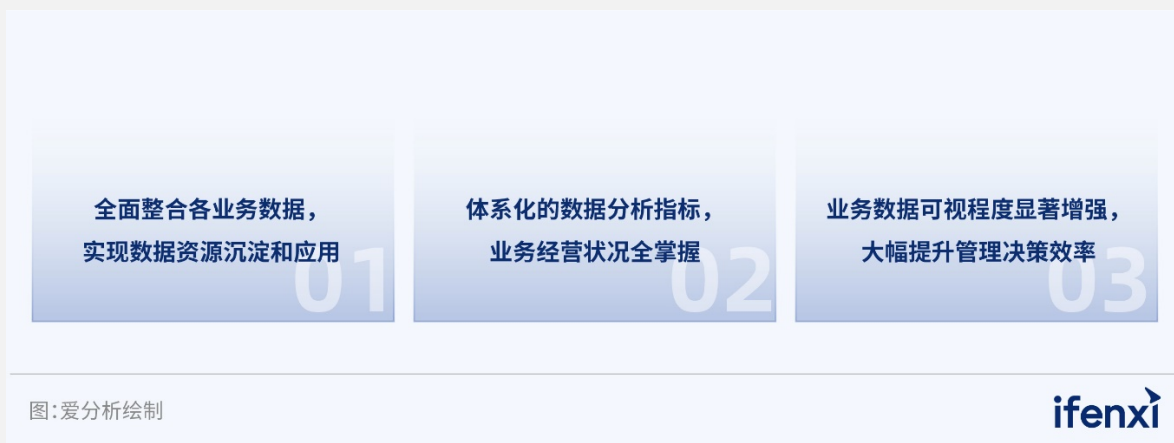 全面整合各业务数据，
实现数据资源沉淀和应用
01
体系化的数据分析指标，
业务经营状况全掌握
02
业务数据可视程度显著增强，
大幅提升管理决策效率
03
图：爱分析绘制
ifenxi